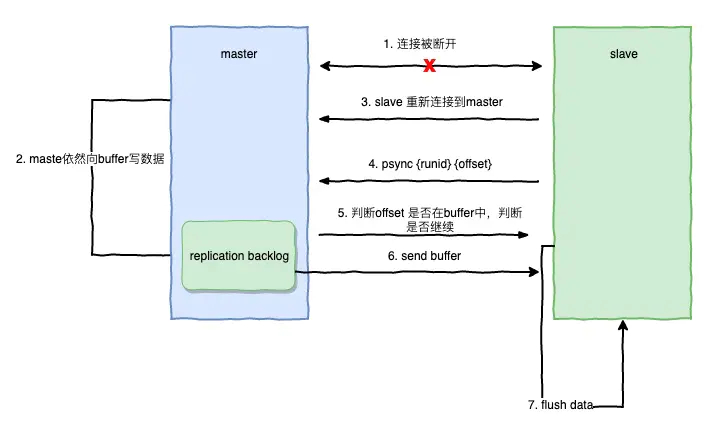 master
slave
1. 连接被断开
3. slave 重新连接到master
2. maste依然向buffer写数据
4. psync {runid} {offset}
5. 判断offset 是否在buffer中，判断
是否继续
replication backlog
6. send buffer
7. flush data